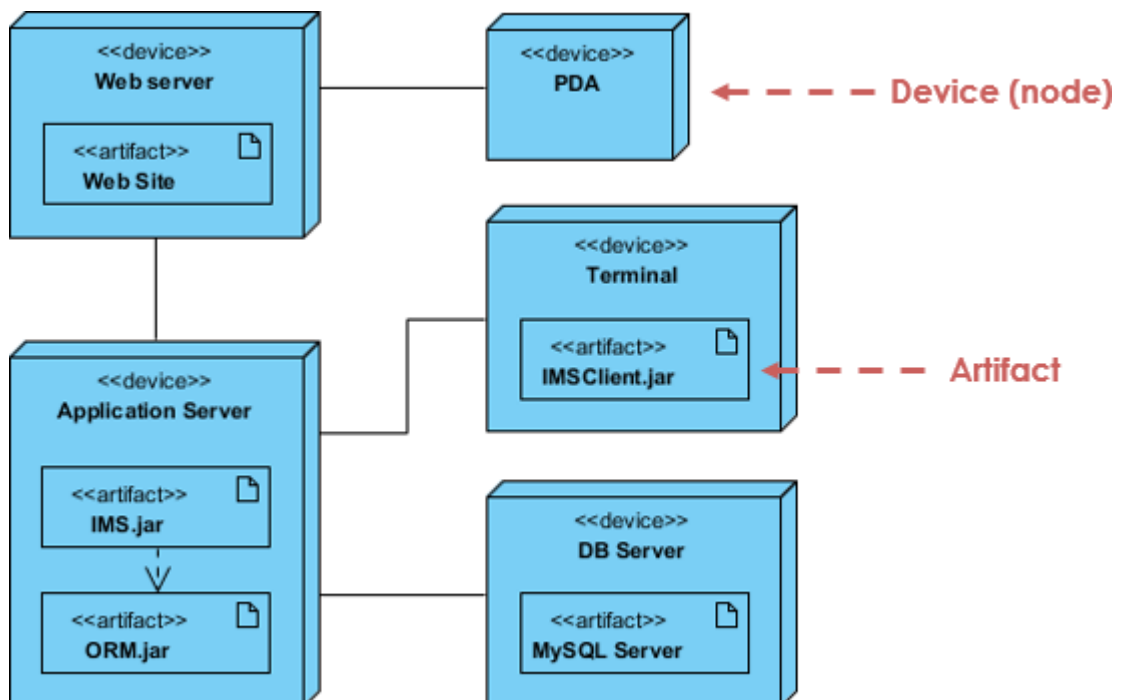 <<device>>
Web server
<<artifact>>
Web Site
<<device>>
PDA
Device (node)
<<device>>
Terminal
<<artifact>>
IMSClient.jar
Artifact
<<device>>
Application Server
<<artifact>>
IMS.jar
<<artifact>>
ORM.jar
<<device>>
DB Server
<<artifact>>
MySQL Server